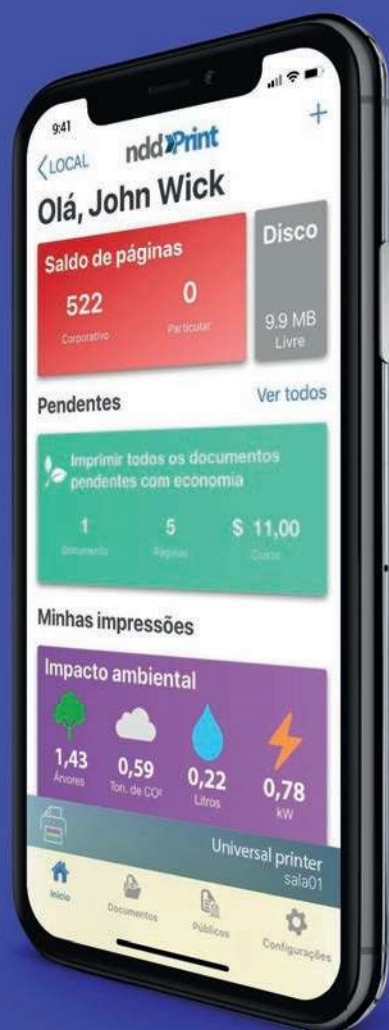 9:41
LOCAL
ndd Print
+
Olá, John Wick
Saldo de páginas
522 0
Corporativo Particular
Disco
9.9 MB
Livre
Pendentes Ver todos
Imprimir todos os documentos
pendentes com economia
1 5 $ 11,00
Documento Páginas Custos
Minhas impressões
Impacto ambiental
1,43 0,59 0,22 0,78
Árvores Ton. de CO² Litros kW
Universal printer
sala01
Início Documentos Públicos Configurações